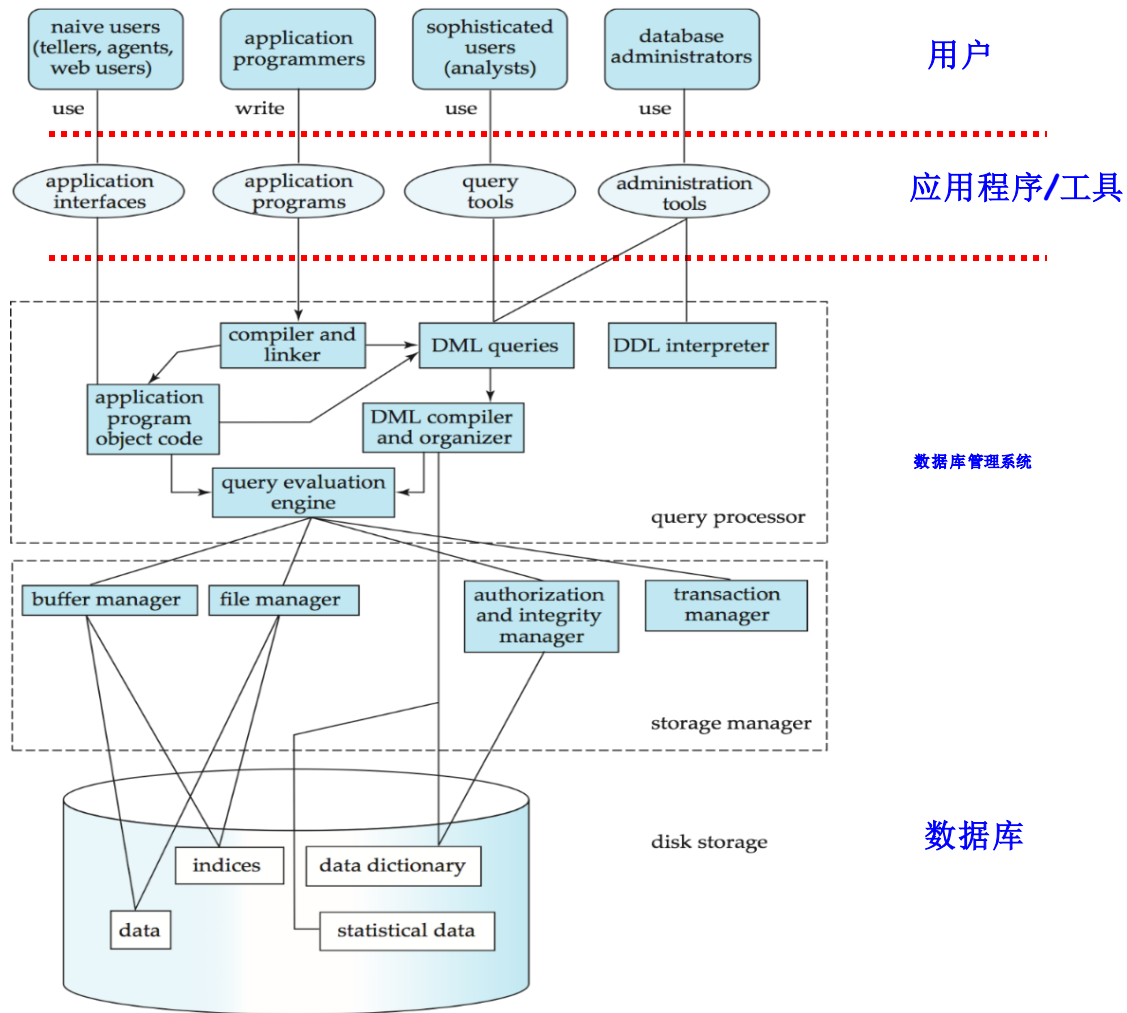 naive users
(tellers, agents,
web users)
application
programmers
sophisticated
users
(analysts)
database
administrators
用户
use
write
use
use
application
interfaces
application
programs
query
tools
administration
tools
应用程序/工具
compiler and
linker
DML queries
DDL interpreter
application
program
object code
DML compiler
and organizer
数据库管理系统
query evaluation
engine
query processor
buffer manager
file manager
authorization
and integrity
manager
transaction
manager
storage manager
disk storage
数据库
indices
data dictionary
data
statistical data